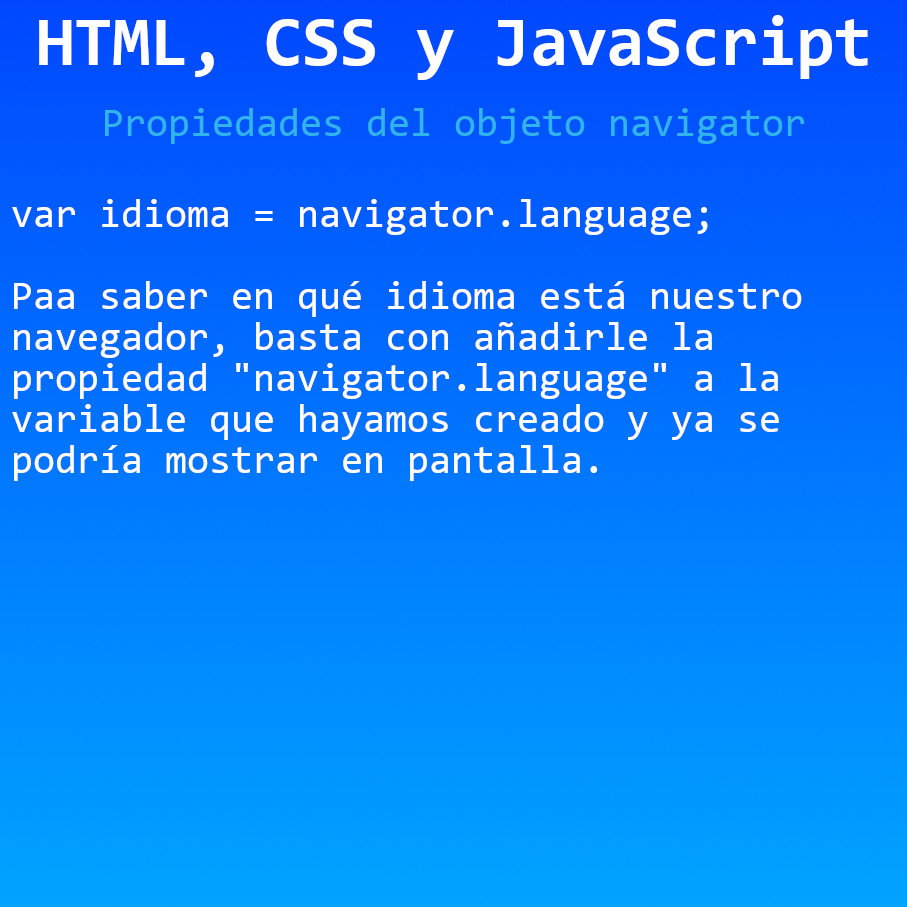 HTML, CSS y JavaScript
Propiedades del objeto navigator
var idioma = navigator.language;
Paa saber en qué idioma está nuestro
navegador, basta con añadirle la
propiedad "navigator.language" a la
variable que hayamos creado y ya se
podría mostrar en pantalla.